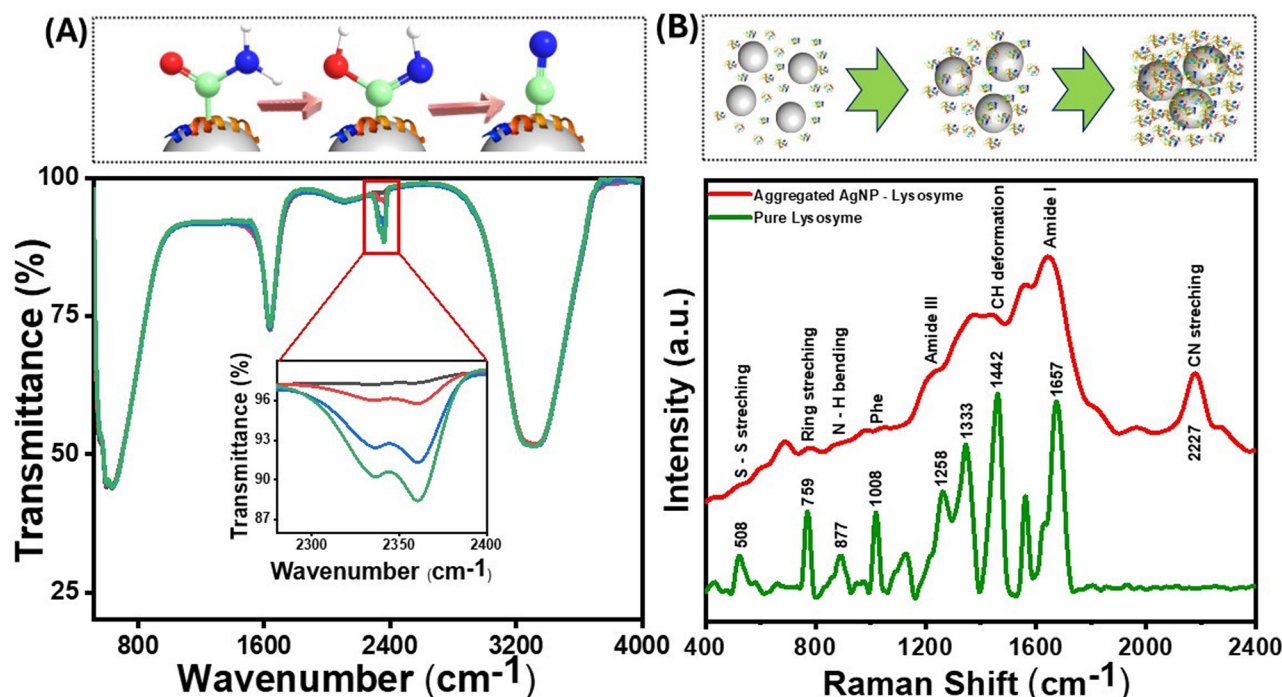 (A)
100
75
50
25
Transmittance (%)
800
1600
2400
3200
4000
Wavenumber (cm-1)
96
93
90
87
Transmittance (%)
2300
2350
2400
Wavenumber (cm-1)
(B)
Aggregated AgNP - Lysosyme
Pure Lysosyme
S - S streching
Ring streching
N - H bending
Phe
Amide III
CH deformation
Amide I
CN streching
508
759
877
1008
1258
1333
1442
1657
2227
Intensity (a.u.)
400
800
1200
1600
2000
2400
Raman Shift (cm-1)